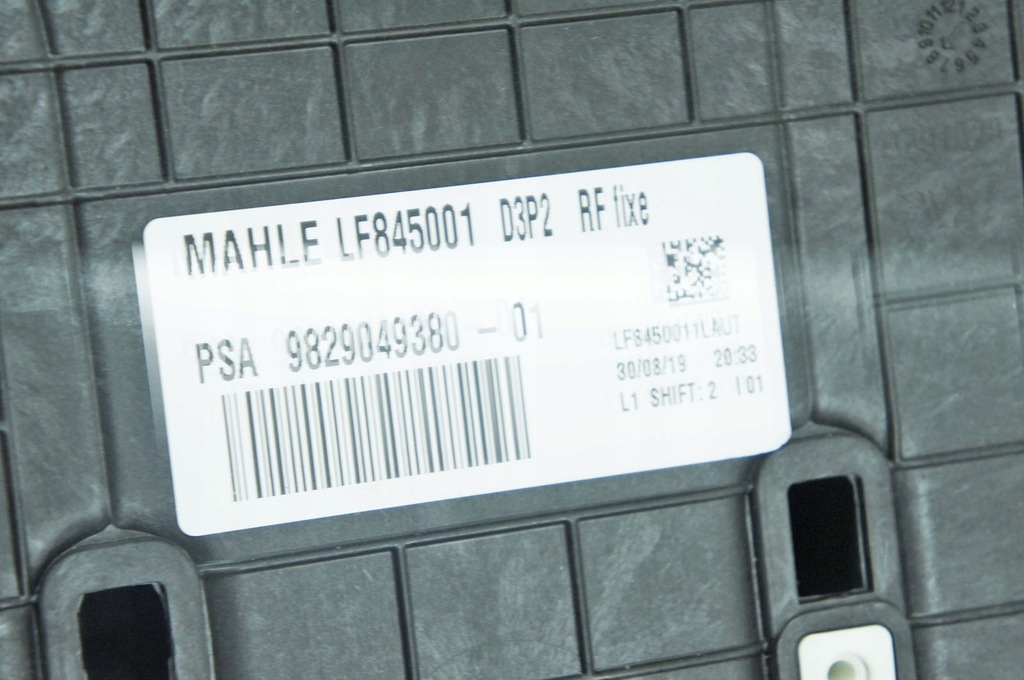 MAHLE LF845001 D3P2 RF fixe
PSA 9829049380 - 01
LF8450011LAUT
30/08/19 20:33
L1 SHIFT: 2 I01